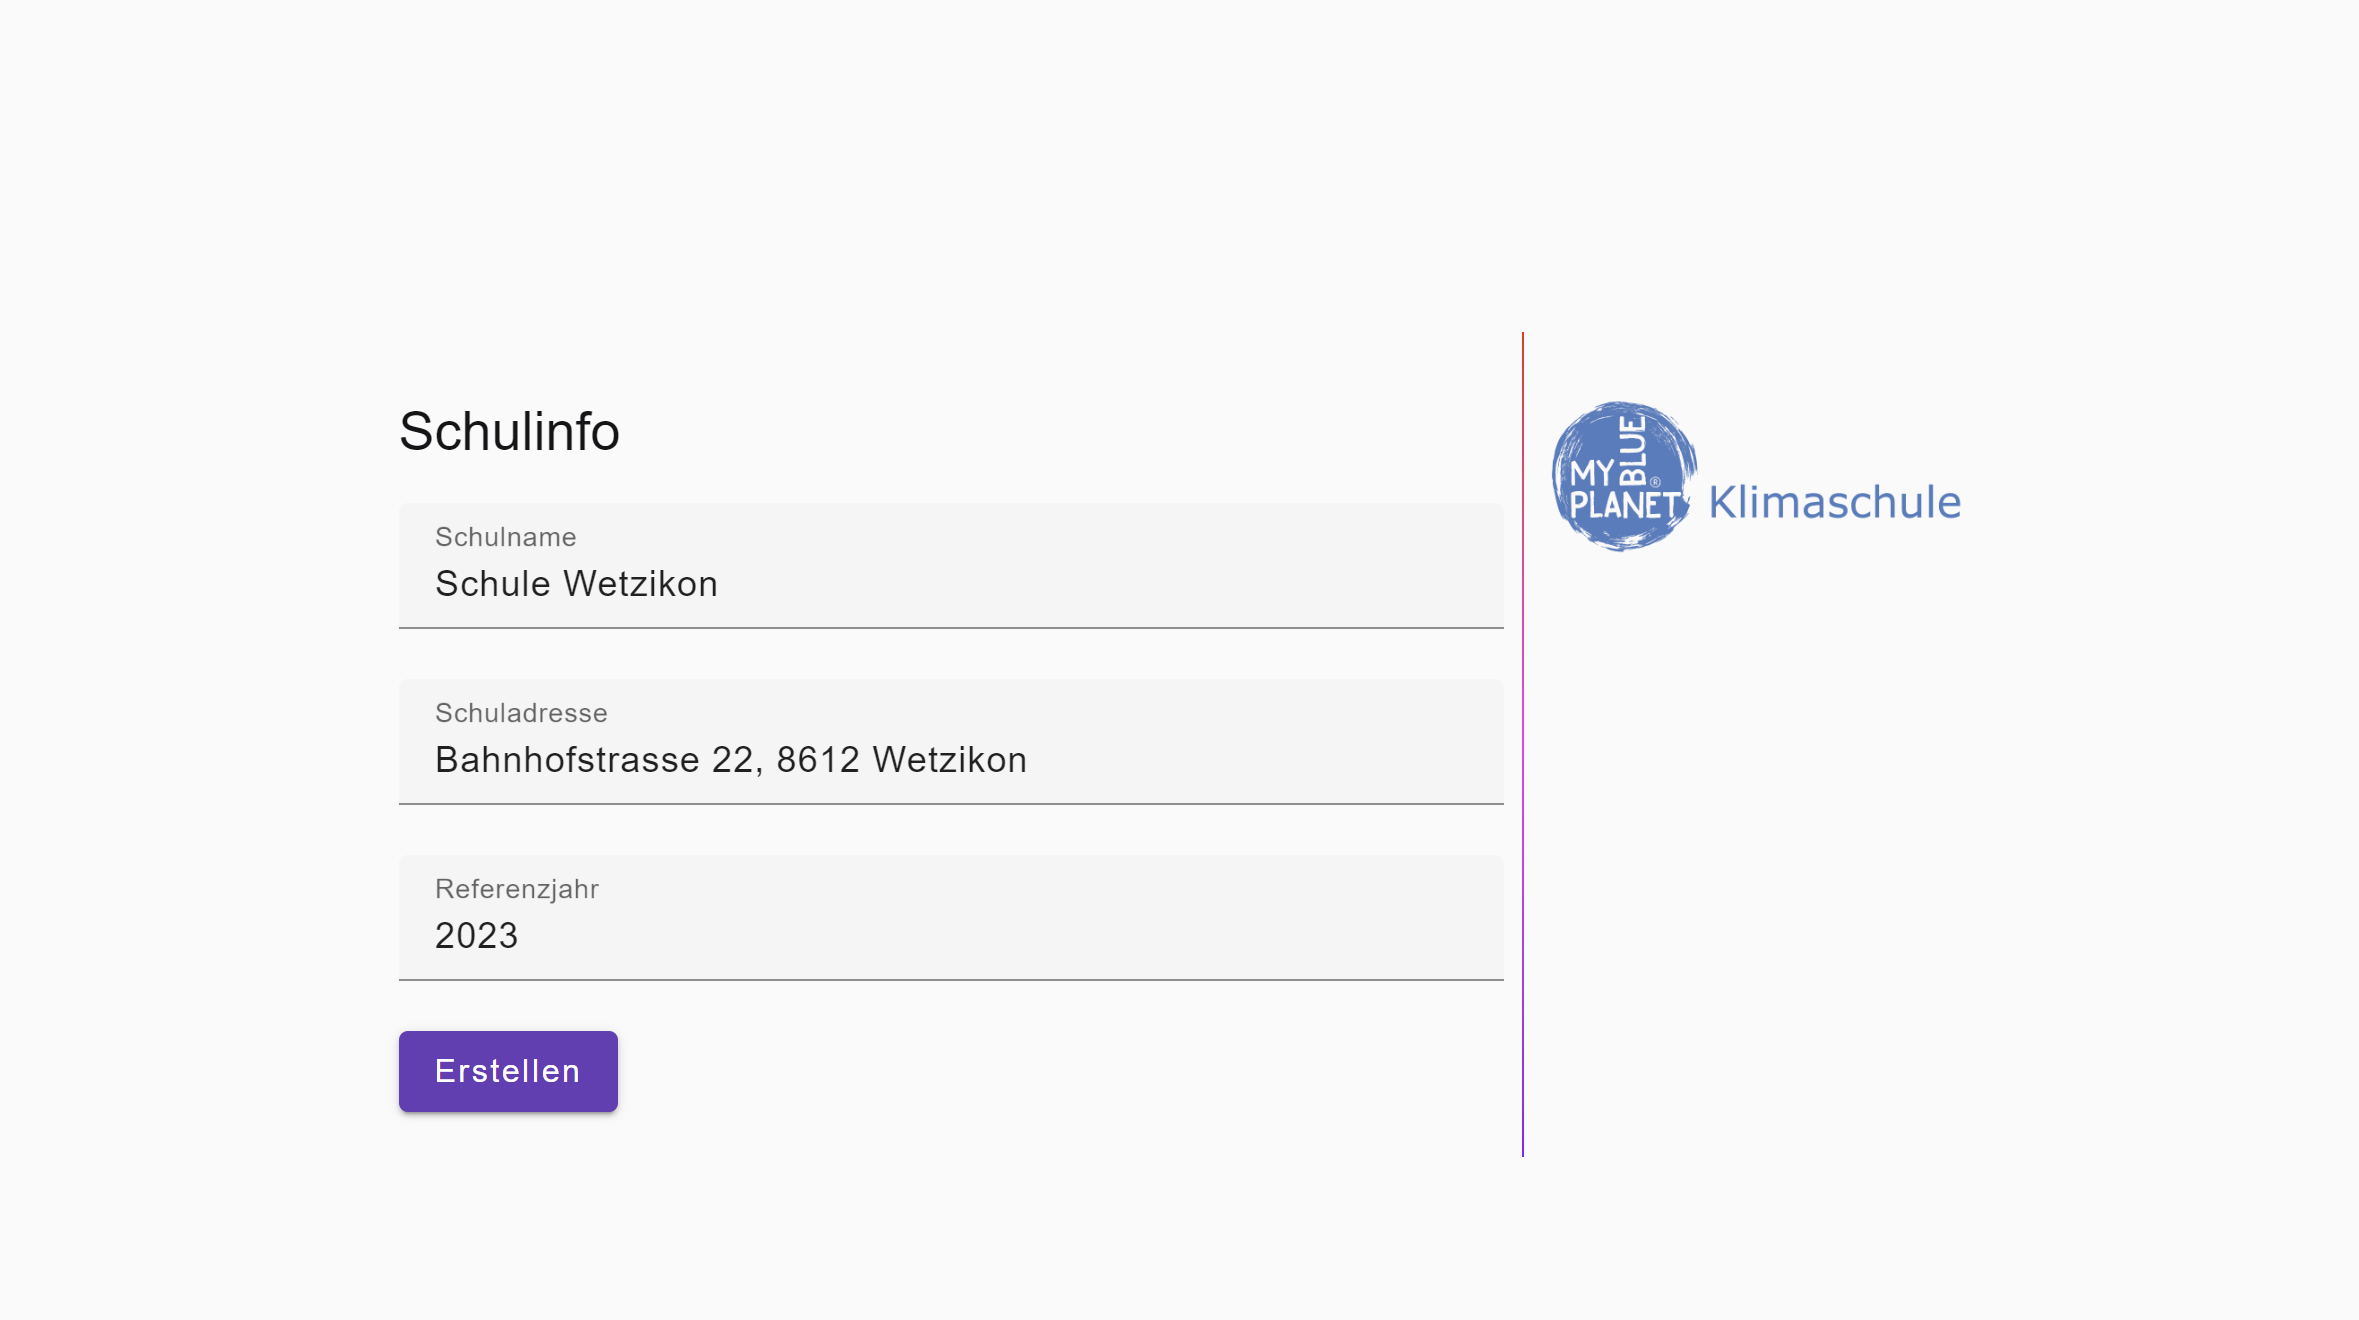 Schulinfo
Schulname
Schule Wetzikon
Schuladresse
Bahnhofstrasse 22, 8612 Wetzikon
Referenzjahr
2023
Erstellen
MY BLUE
PLANET ®
Klimaschule